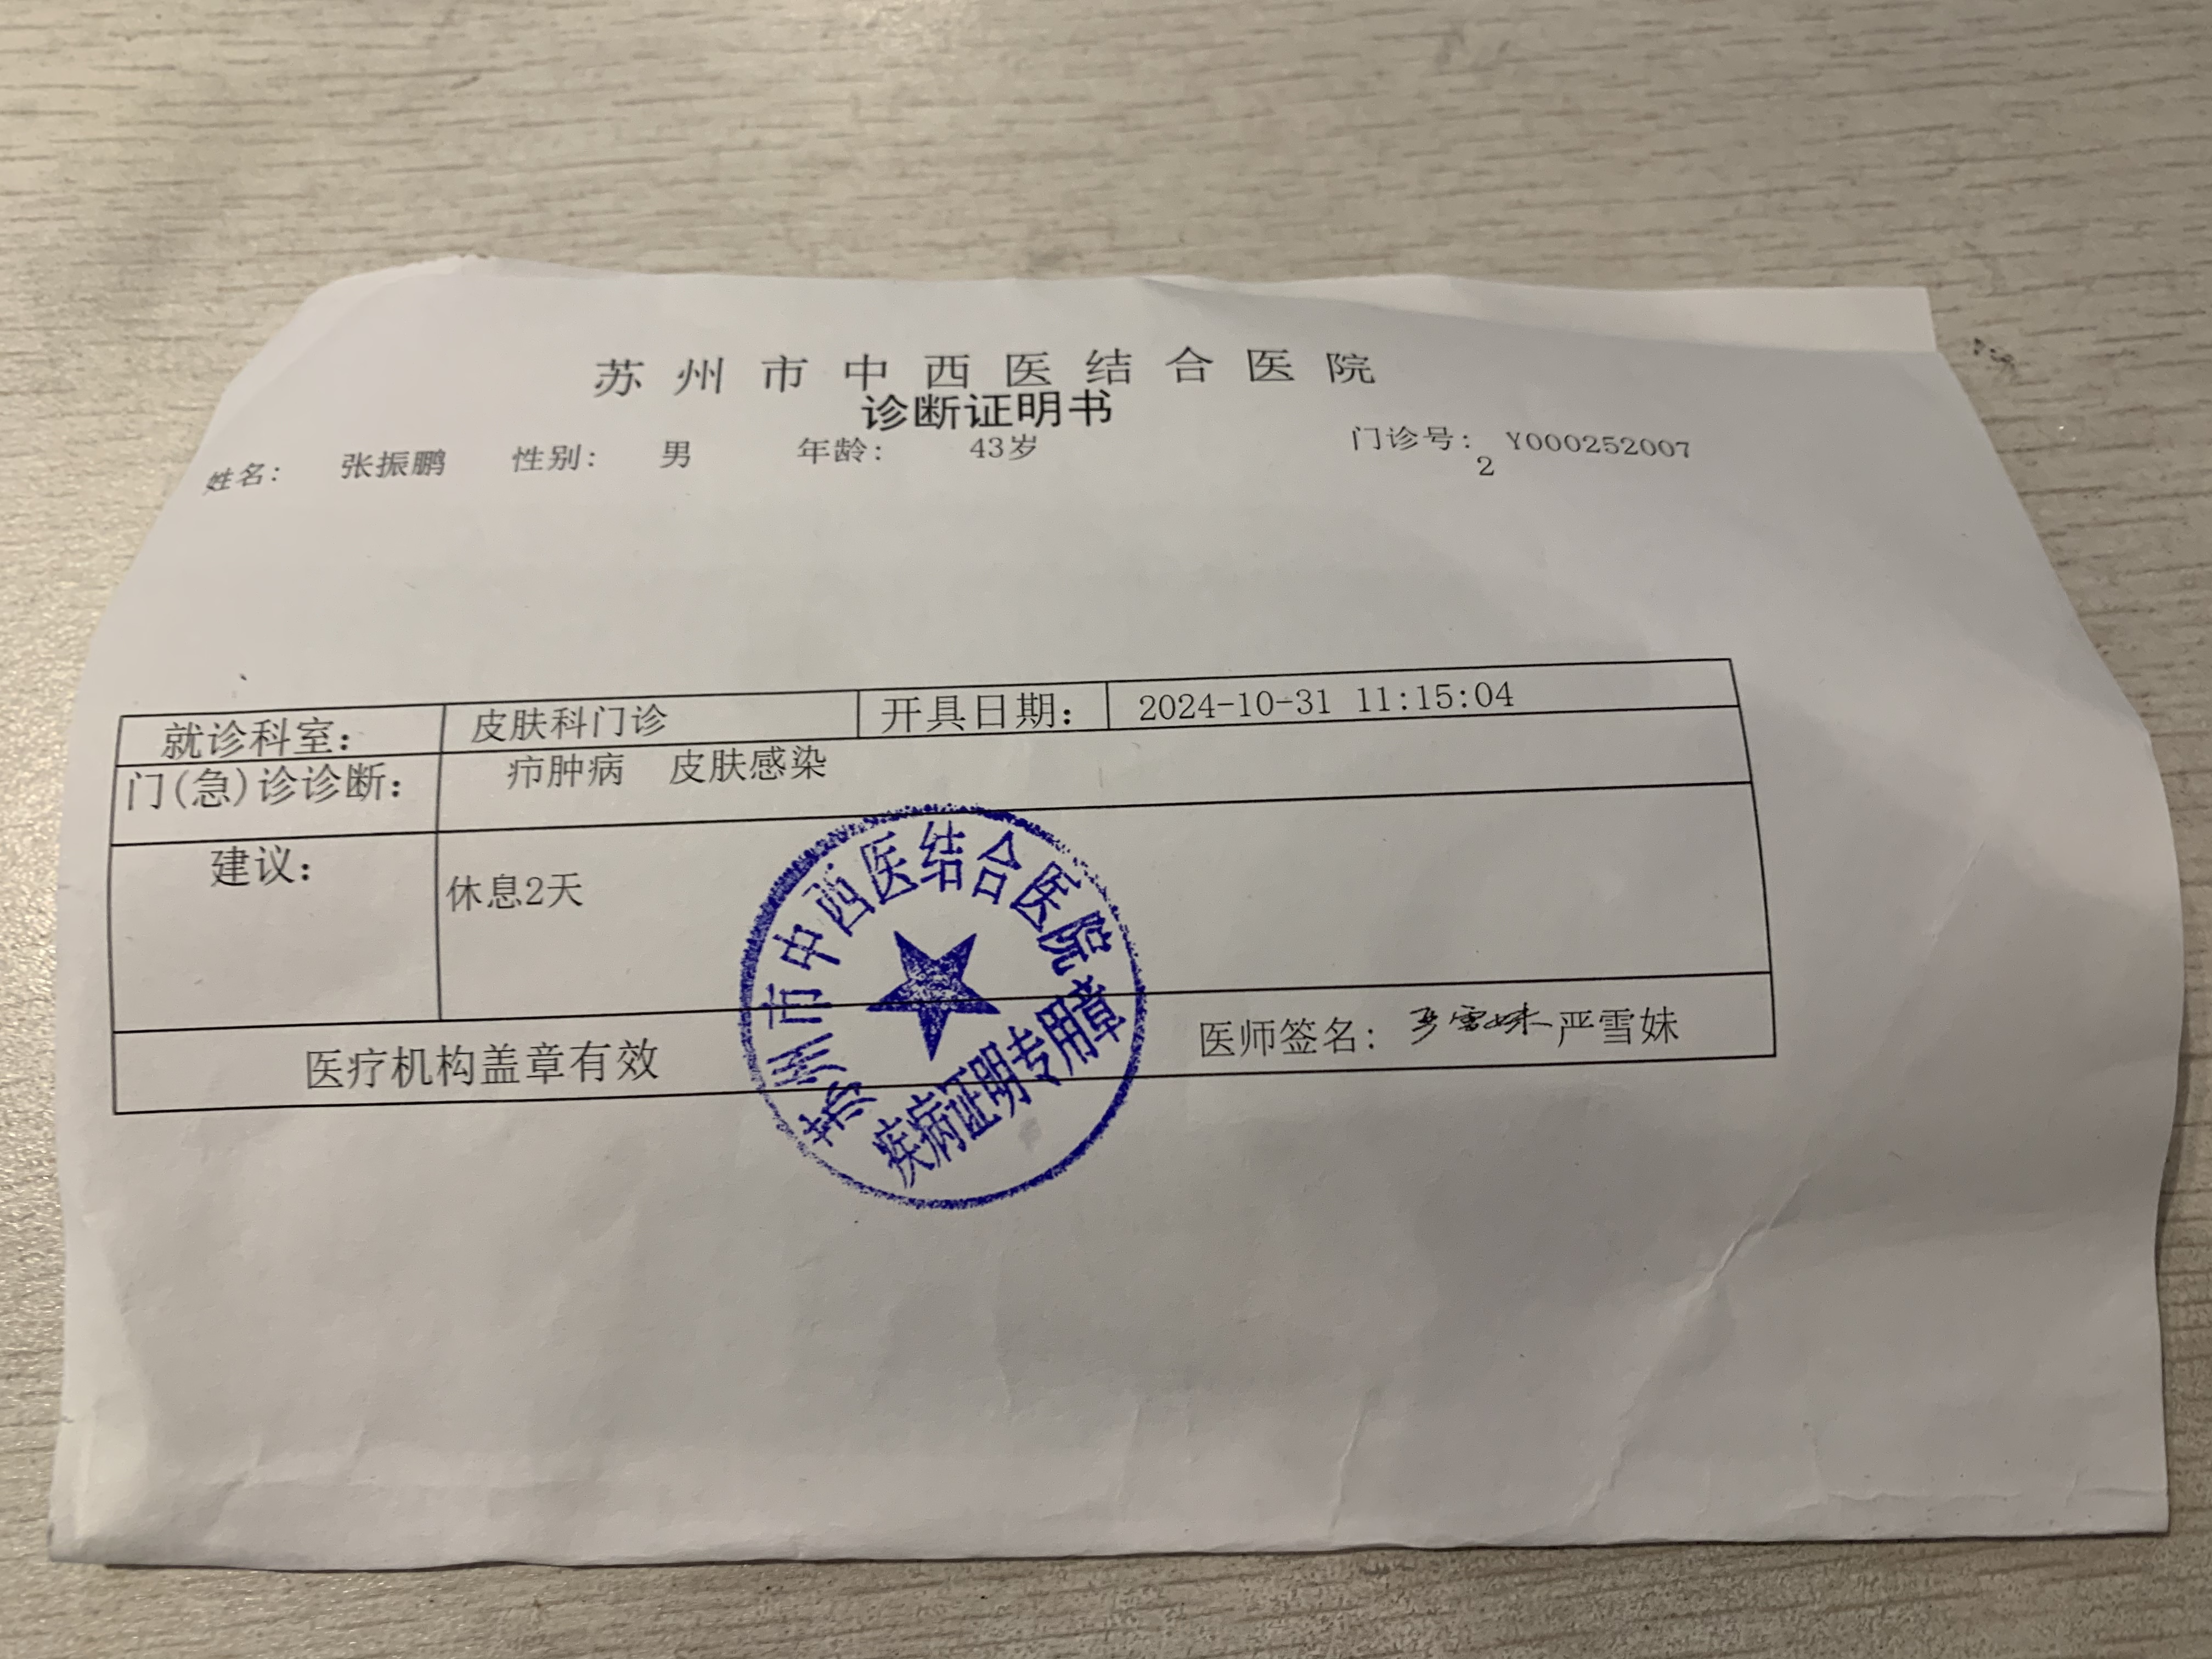 苏州市中西医结合医院
诊断证明书
姓名： 张振鹏 性别： 男 年龄： 43岁 门诊号： Y000252007
2
就诊科室： 皮肤科门诊 开具日期： 2024-10-31 11:15:04
门(急)诊诊断： 疖肿病 皮肤感染
建议： 休息2天
苏州市中西医结合医院
疾病证明专用章
医疗机构盖章有效 医师签名： 严雪妹 严雪妹